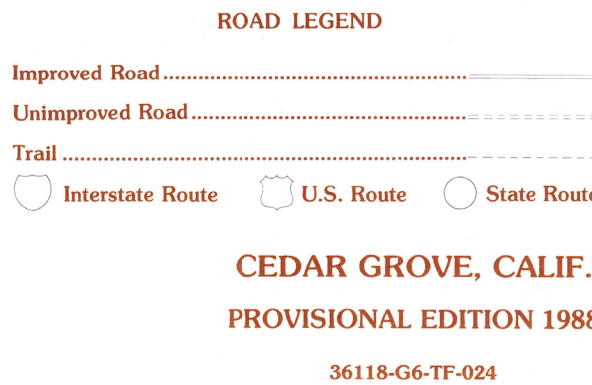 ROAD LEGEND
Improved Road
Unimproved Road
Trail
Interstate Route U.S. Route State Route
CEDAR GROVE, CALIF.
PROVISIONAL EDITION 1988
36118-G6-TF-024